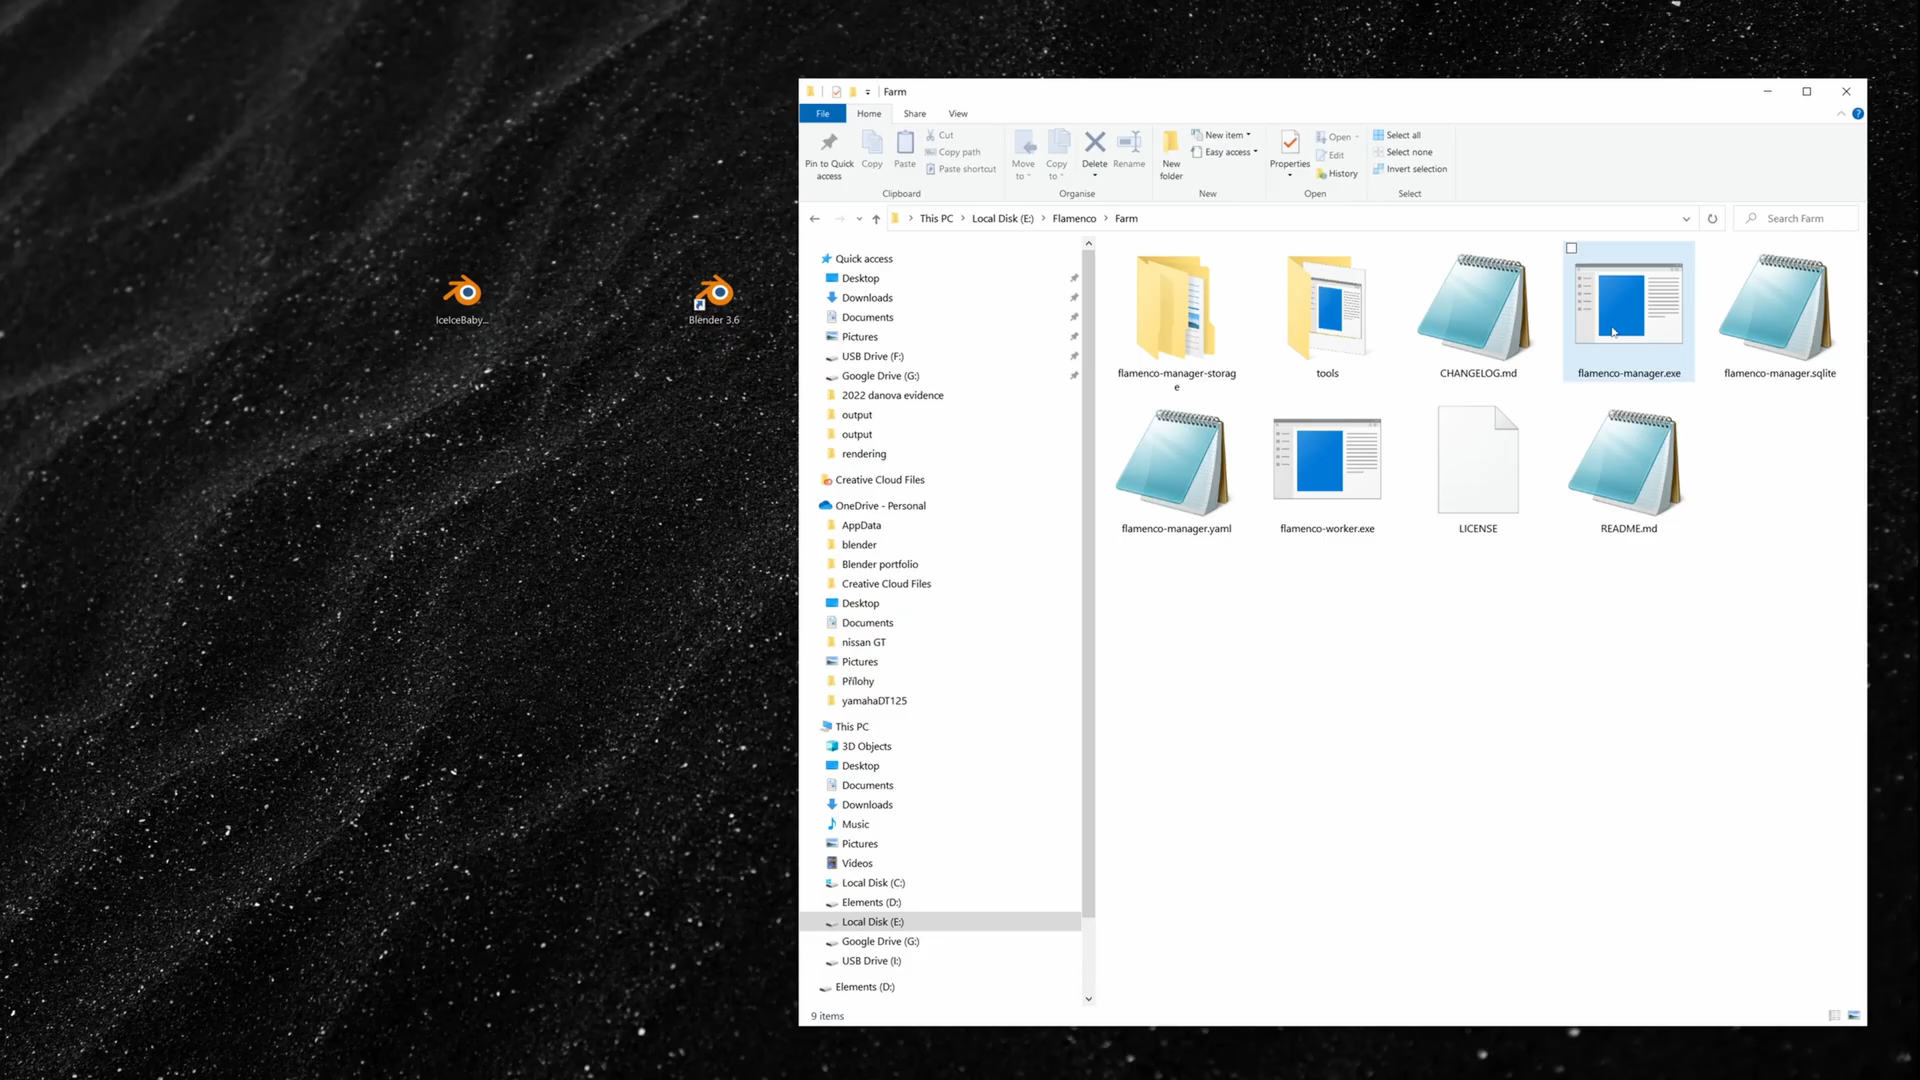 Farm
File
Home
Share
View
Pin to Quick
access
Copy
Paste
Cut
Copy path
Paste shortcut
Clipboard
Move
to
Copy
to
Delete
Rename
Organise
New
folder
New item
Easy access
New
Properties
Open
Edit
History
Open
Select all
Select none
Invert selection
Select
This PC
Local Disk (E:)
Flamenco
Farm
Search Farm
IceIceBaby...
Blender 3.6
Quick access
Desktop
Downloads
Documents
Pictures
USB Drive (F:)
Google Drive (G:)
2022 danova evidence
output
output
rendering
Creative Cloud Files
OneDrive - Personal
AppData
blender
Blender portfolio
Creative Cloud Files
Desktop
Documents
nissan GT
Pictures
Přílohy
yamahaDT125
This PC
3D Objects
Desktop
Documents
Downloads
Music
Pictures
Videos
Local Disk (C:)
Elements (D:)
Local Disk (E:)
Google Drive (G:)
USB Drive (I:)
Elements (D:)
flamenco-manager-storag
e
tools
CHANGELOG.md
flamenco-manager.exe
flamenco-manager.sqlite
flamenco-manager.yaml
flamenco-worker.exe
LICENSE
README.md
9 items